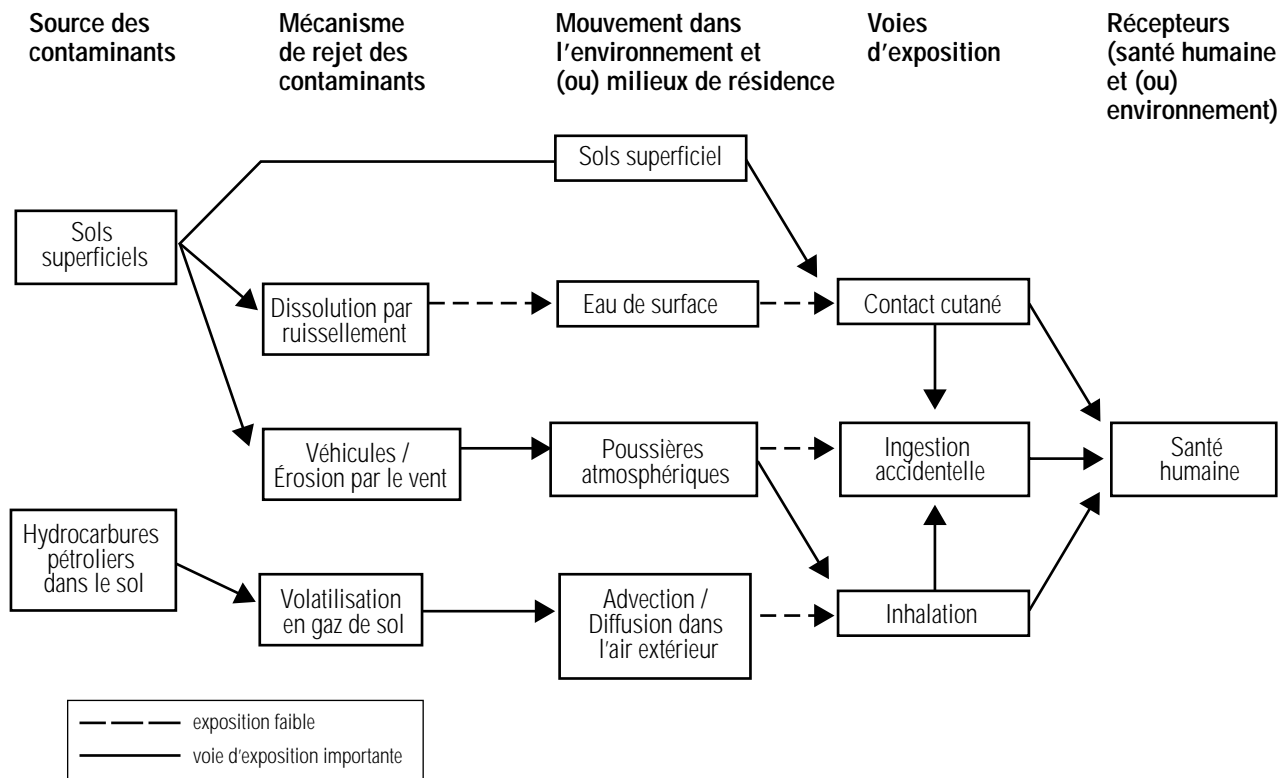 Source des
contaminants
Mécanisme
de rejet des
contaminants
Mouvement dans
l'environnement et
(ou) milieux de résidence
Voies
d'exposition
Récepteurs
(santé humaine
et (ou)
environnement)
Sols superficiel
Sols
superficiels
Dissolution par
ruissellement
Eau de surface
Contact cutané
Véhicules /
Érosion par le vent
Poussières
atmosphériques
Ingestion
accidentelle
Santé
humaine
Hydrocarbures
pétroliers
dans le sol
Volatilisation
en gaz de sol
Advection /
Diffusion dans
l'air extérieur
Inhalation
exposition faible
voie d'exposition importante